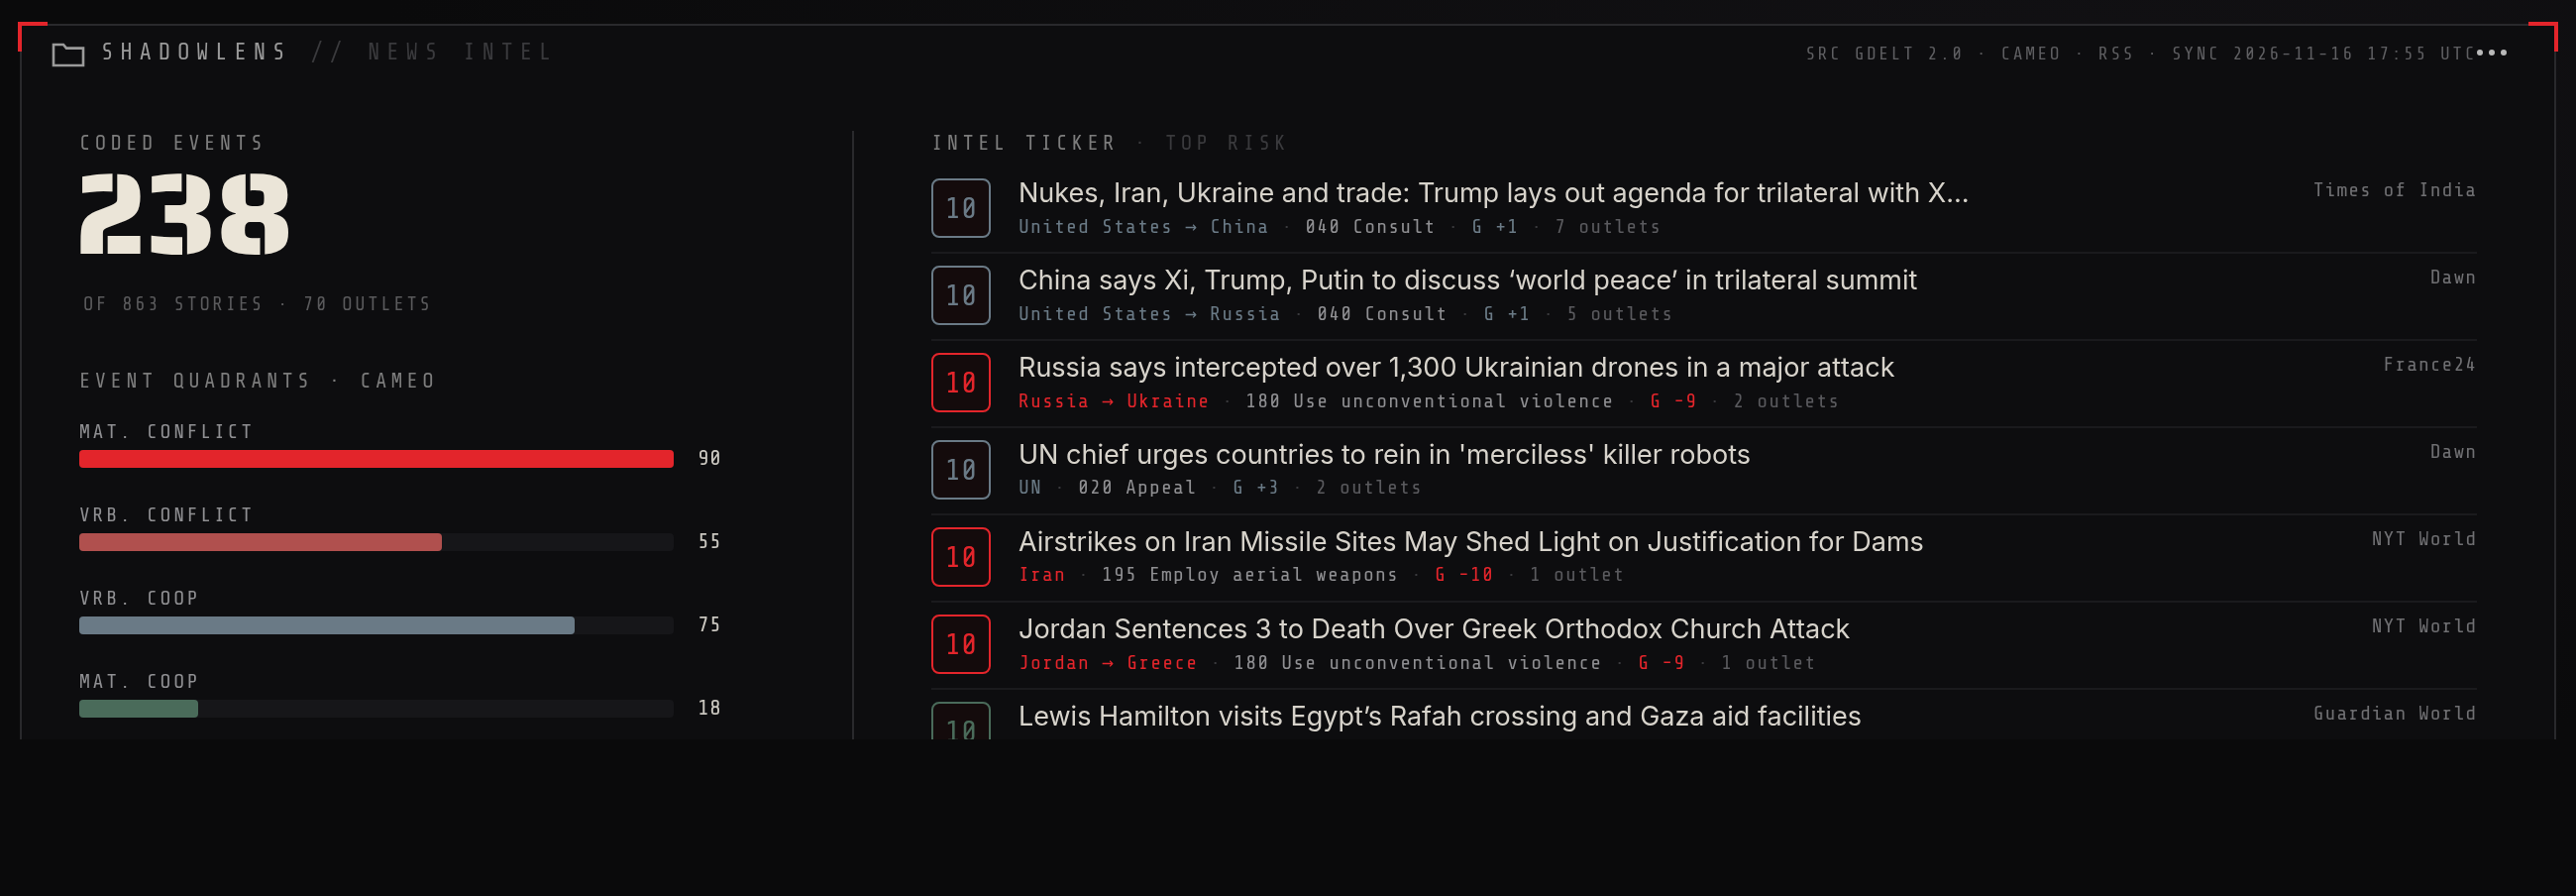 SHADOWLENS // NEWS INTEL
SRC GDELT 2.0 · CAMEO · RSS · SYNC 2026-11-16 17:55 UTC
CODED EVENTS
238
OF 863 STORIES · 70 OUTLETS
EVENT QUADRANTS · CAMEO
MAT. CONFLICT
90
VRB. CONFLICT
55
VRB. COOP
75
MAT. COOP
18
INTEL TICKER · TOP RISK
10
Nukes, Iran, Ukraine and trade: Trump lays out agenda for trilateral with X…
Times of India
United States → China · 040 Consult · G +1 · 7 outlets
10
China says Xi, Trump, Putin to discuss ‘world peace’ in trilateral summit
Dawn
United States → Russia · 040 Consult · G +1 · 5 outlets
10
Russia says intercepted over 1,300 Ukrainian drones in a major attack
France24
Russia → Ukraine · 180 Use unconventional violence · G -9 · 2 outlets
10
UN chief urges countries to rein in 'merciless' killer robots
Dawn
UN · 020 Appeal · G +3 · 2 outlets
10
Airstrikes on Iran Missile Sites May Shed Light on Justification for Dams
NYT World
Iran · 195 Employ aerial weapons · G -10 · 1 outlet
10
Jordan Sentences 3 to Death Over Greek Orthodox Church Attack
NYT World
Jordan → Greece · 180 Use unconventional violence · G -9 · 1 outlet
10
Lewis Hamilton visits Egypt’s Rafah crossing and Gaza aid facilities
Guardian World